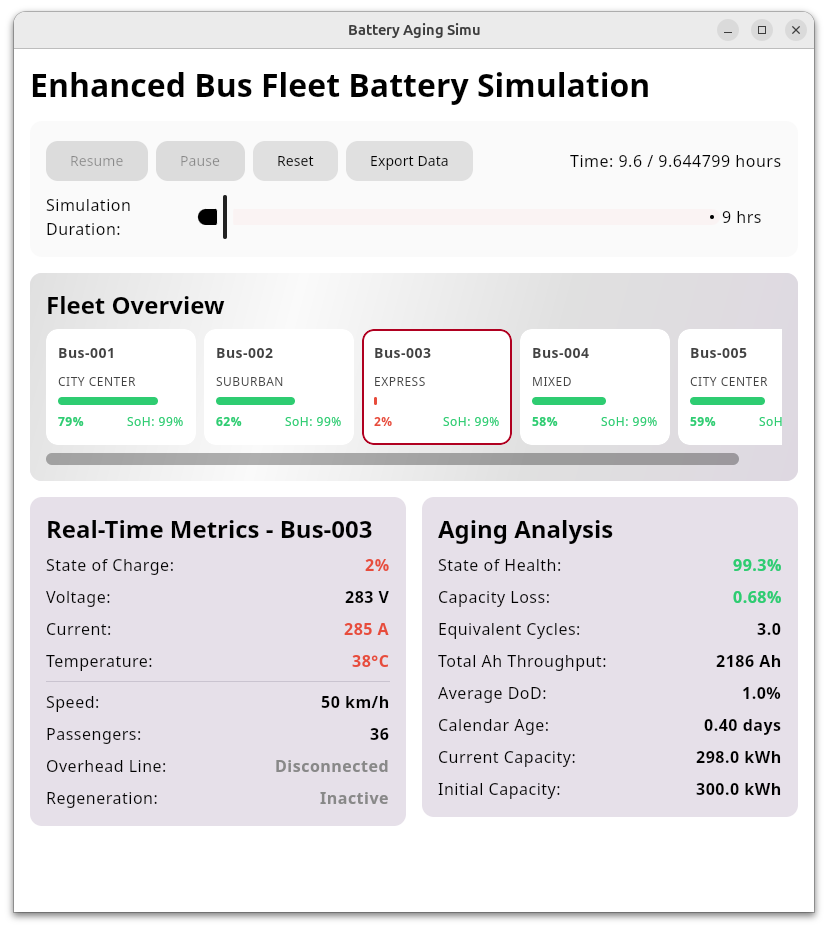 Battery Aging Simu
Enhanced Bus Fleet Battery Simulation
Resume Pause Reset Export Data Time: 9.6 / 9.644799 hours
Simulation
Duration:
9 hrs
Fleet Overview
Bus-001 Bus-002 Bus-003 Bus-004 Bus-005
CITY CENTER SUBURBAN EXPRESS MIXED CITY CENTER
79% SoH: 99% 62% SoH: 99% 2% SoH: 99% 58% SoH: 99% 59% SoH
Real-Time Metrics - Bus-003
State of Charge: 2%
Voltage: 283 V
Current: 285 A
Temperature: 38°C
Speed: 50 km/h
Passengers: 36
Overhead Line: Disconnected
Regeneration: Inactive
Aging Analysis
State of Health: 99.3%
Capacity Loss: 0.68%
Equivalent Cycles: 3.0
Total Ah Throughput: 2186 Ah
Average DoD: 1.0%
Calendar Age: 0.40 days
Current Capacity: 298.0 kWh
Initial Capacity: 300.0 kWh